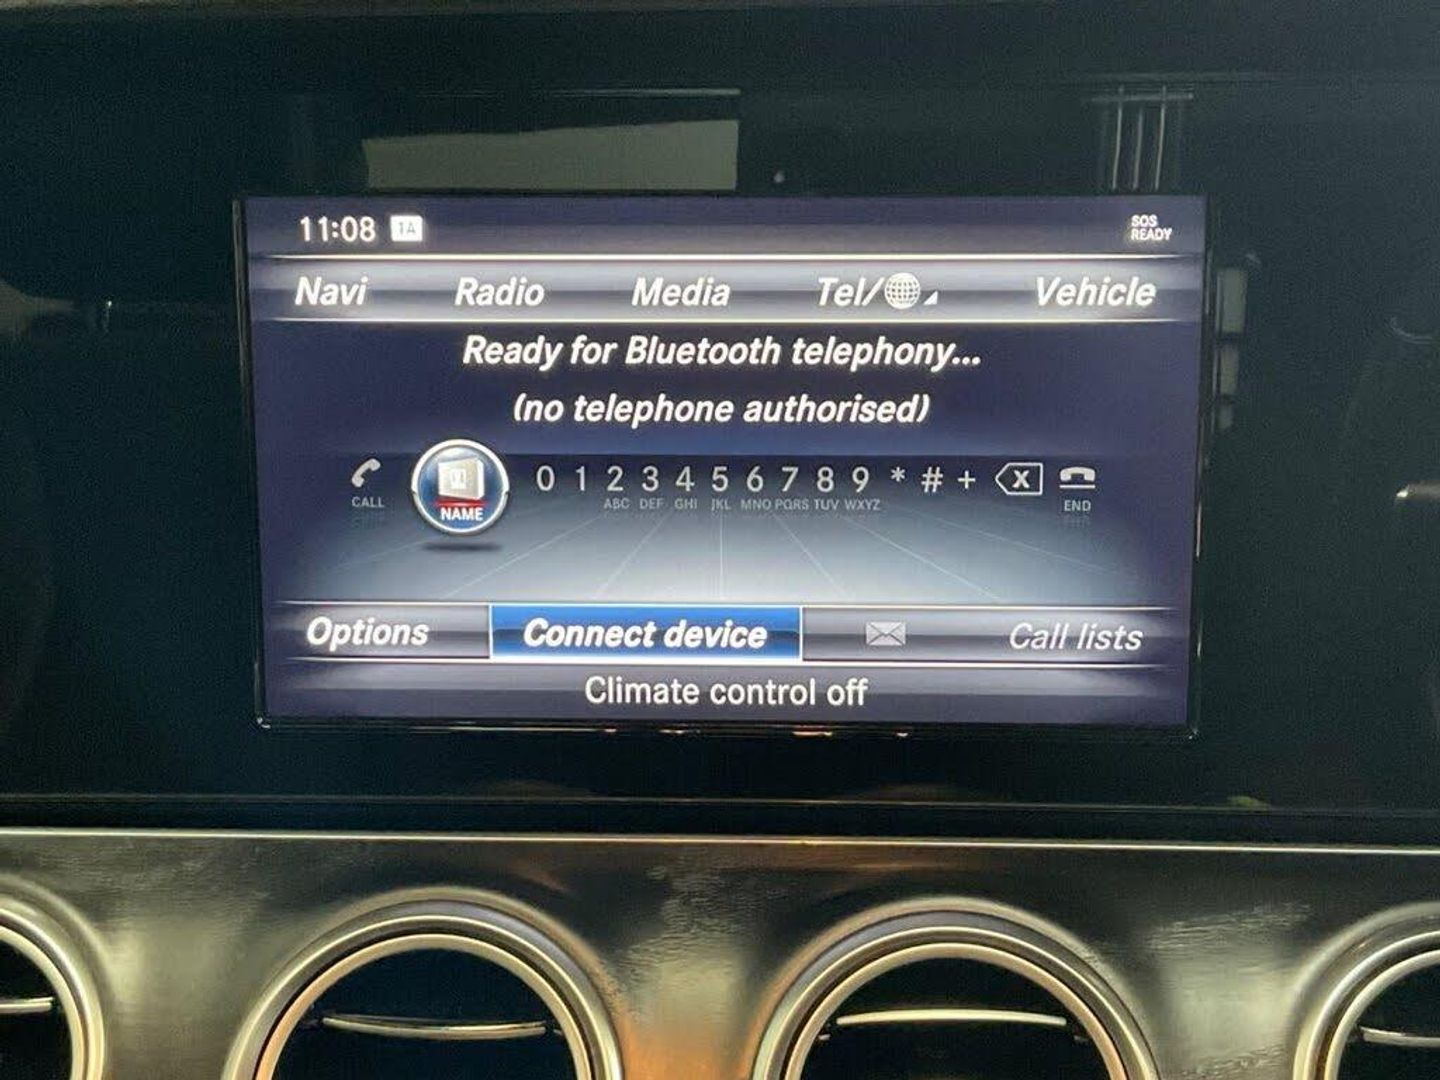 11:08 1A SOS READY
Navi Radio Media Tel/ Vehicle
Ready for Bluetooth telephony...
(no telephone authorised)
CALL NAME 0 1 2 3 4 5 6 7 8 9 * # + X END
ABC DEF GHI JKL MNO PQRS TUV WXYZ
Options Connect device Call lists
Climate control off